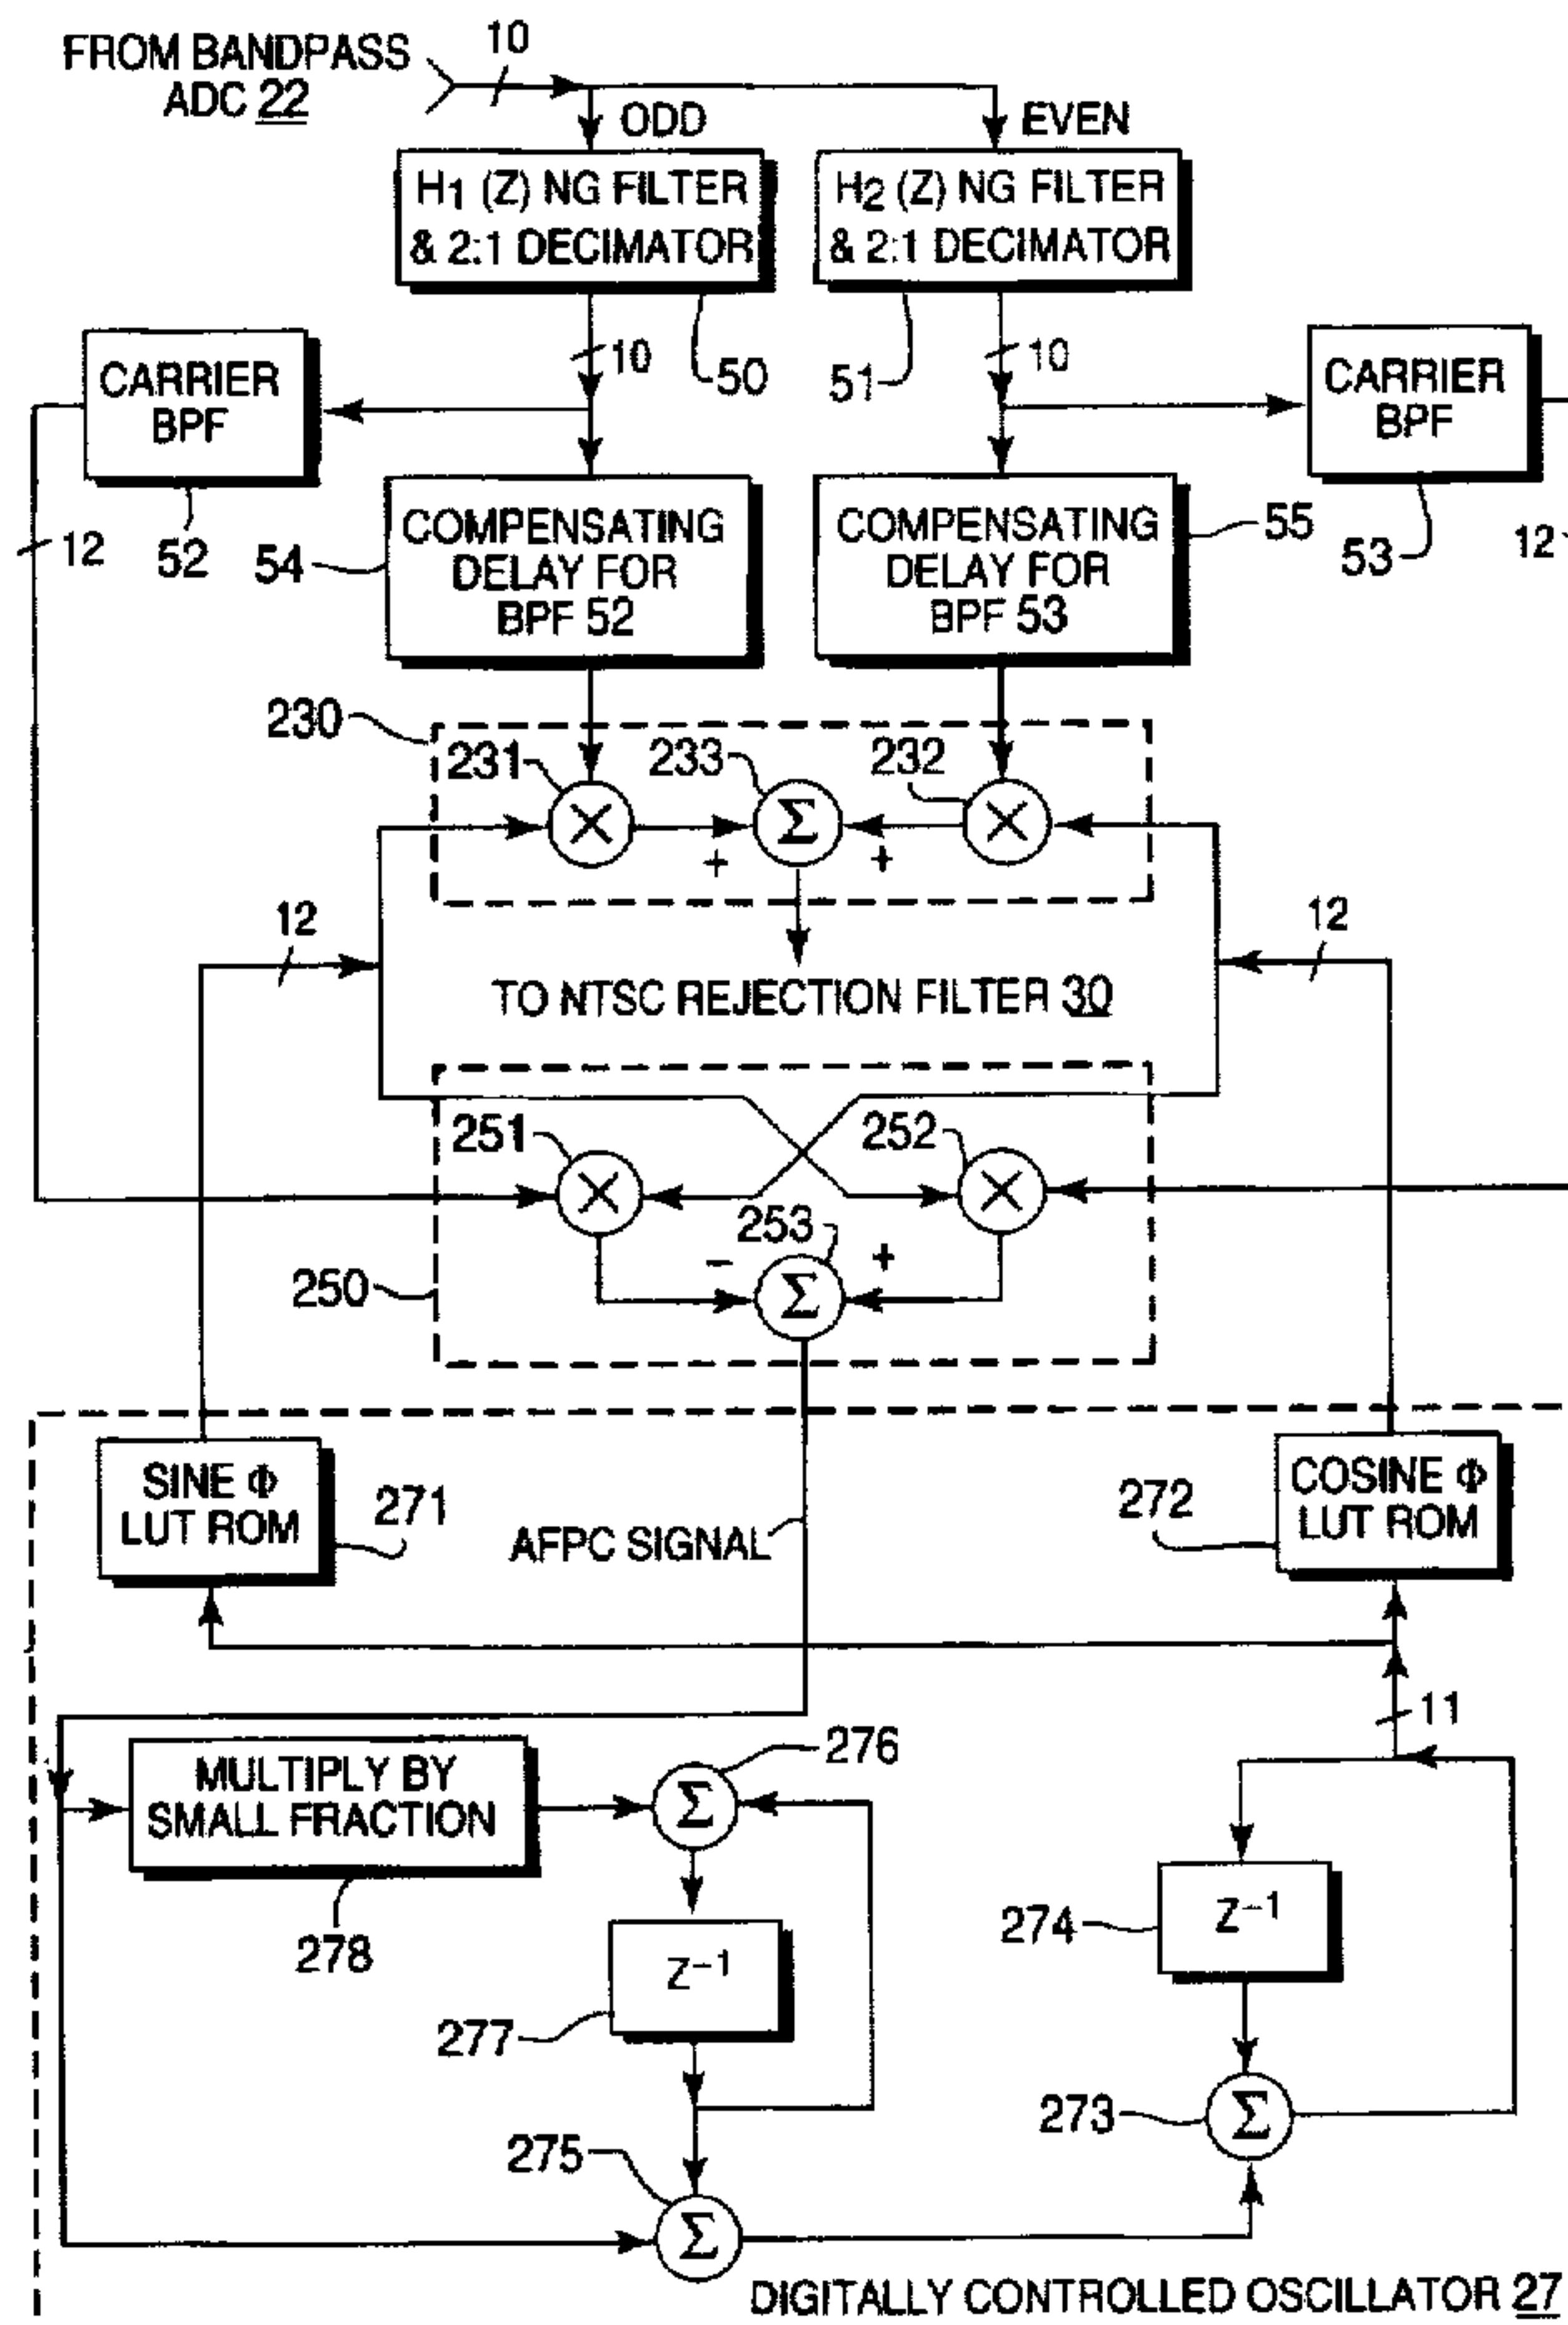 FROM BANDPASS
ADC 22
10
ODD
EVEN
H1 (Z) NG FILTER
& 2:1 DECIMATOR
H2 (Z) NG FILTER
& 2:1 DECIMATOR
10
50
51
10
CARRIER
BPF
CARRIER
BPF
12
52
54
COMPENSATING
DELAY FOR
BPF 52
COMPENSATING
DELAY FOR
BPF 53
55
53
12
230
231
233
232
×
Σ
×
+
+
12
12
TO NTSC REJECTION FILTER 30
251
252
×
×
253
−
+
Σ
250
SINE Φ
LUT ROM
271
AFPC SIGNAL
272
COSINE Φ
LUT ROM
11
MULTIPLY BY
SMALL FRACTION
276
Σ
278
Z−1
277
274
Z−1
273
Σ
275
Σ
DIGITALLY CONTROLLED OSCILLATOR 27